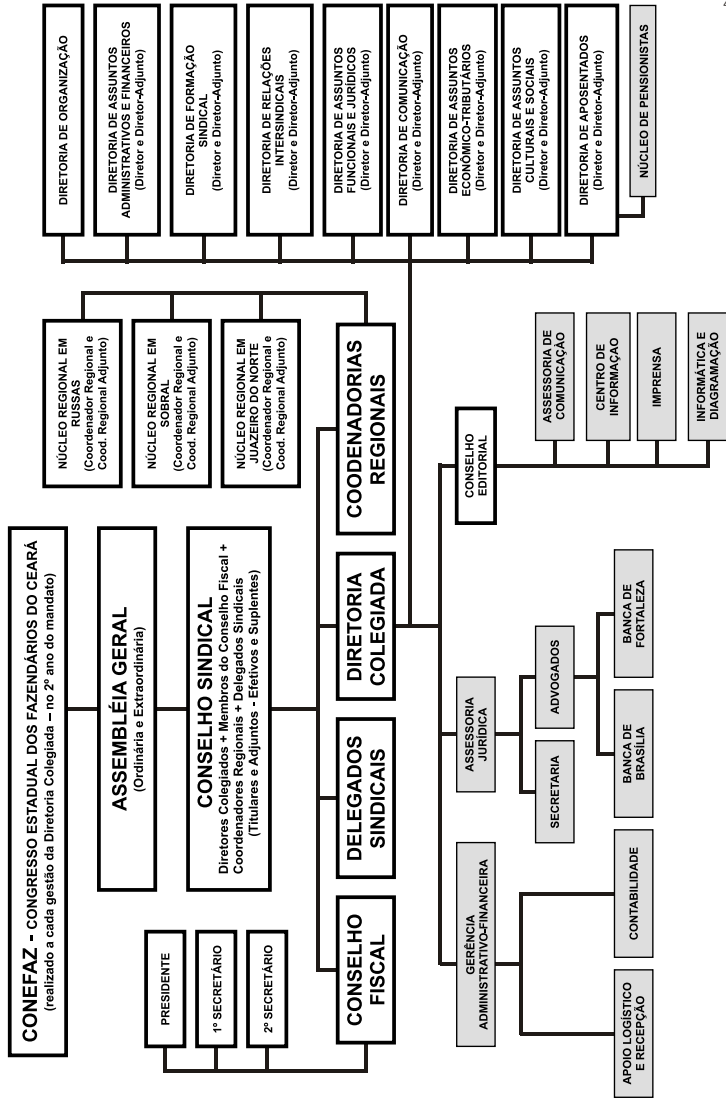 CONEFAZ - CONGRESSO ESTADUAL DOS FAZENDÁRIOS DO CEARÁ
(realizado a cada gestão da Diretoria Colegiada – no 2º ano do mandato)
ASSEMBLÉIA GERAL
(Ordinária e Extraordinária)
CONSELHO SINDICAL
Diretores Colegiados + Membros do Conselho Fiscal +
Coordenadores Regionais + Delegados Sindicais
(Titulares e Adjuntos - Efetivos e Suplentes)
PRESIDENTE
1º SECRETÁRIO
2º SECRETÁRIO
CONSELHO
FISCAL
DELEGADOS
SINDICAIS
DIRETORIA
COLEGIADA
COODENADORIAS
REGIONAIS
NÚCLEO REGIONAL EM
RUSSAS
(Coordenador Regional e
Cood. Regional Adjunto)
NÚCLEO REGIONAL EM
SOBRAL
(Coordenador Regional e
Cood. Regional Adjunto)
NÚCLEO REGIONAL EM
JUAZEIRO DO NORTE
(Coordenador Regional e
Cood. Regional Adjunto)
DIRETORIA DE ORGANIZAÇÃO
DIRETORIA DE ASSUNTOS
ADMINISTRATIVOS E FINANCEIROS
(Diretor e Diretor-Adjunto)
DIRETORIA DE FORMAÇÃO
SINDICAL
(Diretor e Diretor-Adjunto)
DIRETORIA DE RELAÇÕES
INTERSINDICAIS
(Diretor e Diretor-Adjunto)
DIRETORIA DE ASSUNTOS
FUNCIONAIS E JURÍDICOS
(Diretor e Diretor-Adjunto)
DIRETORIA DE COMUNICAÇÃO
(Diretor e Diretor-Adjunto)
DIRETORIA DE ASSUNTOS
ECONÔMICO-TRIBUTÁRIOS
(Diretor e Diretor-Adjunto)
DIRETORIA DE ASSUNTOS
CULTURAIS E SOCIAIS
(Diretor e Diretor-Adjunto)
DIRETORIA DE APOSENTADOS
(Diretor e Diretor-Adjunto)
NÚCLEO DE PENSIONISTAS
GERÊNCIA
ADMINISTRATIVO-FINANCEIRA
APOIO LOGÍSTICO
E RECEPÇÃO
CONTABILIDADE
ASSESSORIA
JURÍDICA
SECRETARIA
ADVOGADOS
BANCA DE
BRASÍLIA
BANCA DE
FORTALEZA
CONSELHO
EDITORIAL
ASSESSORIA DE
COMUNICAÇÃO
CENTRO DE
INFORMAÇÃO
IMPRENSA
INFORMÁTICA E
DIAGRAMAÇÃO